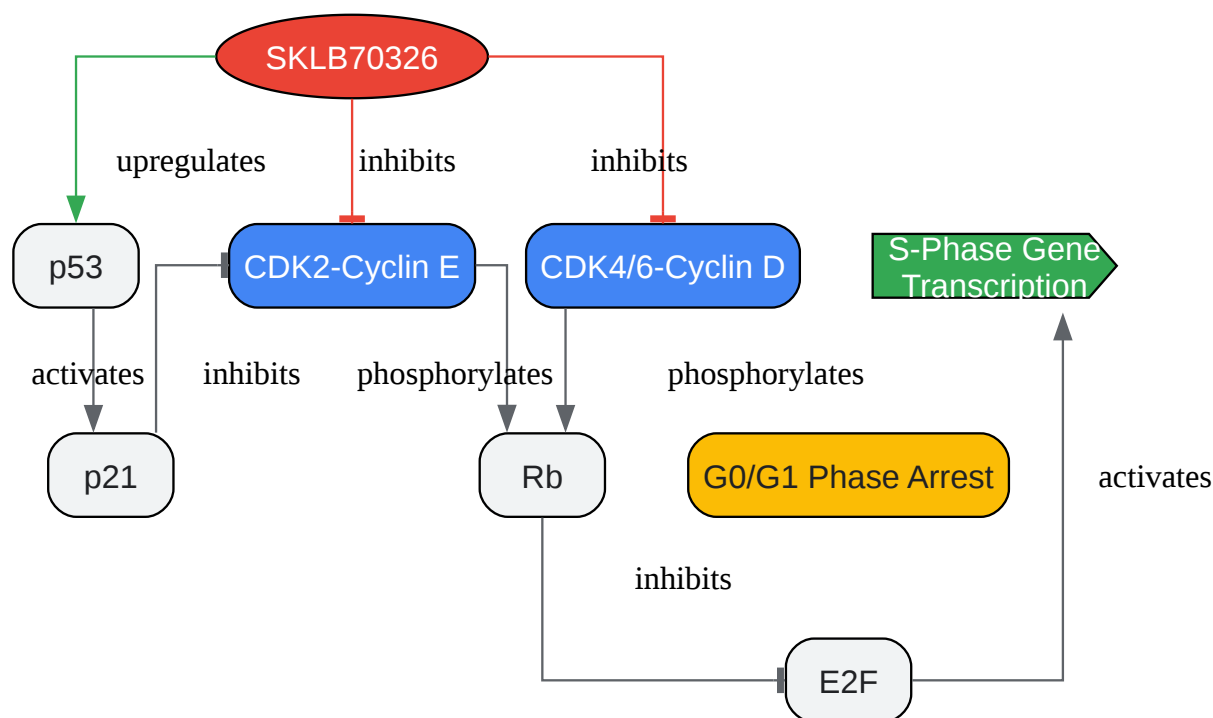 SKLB70326
upregulates
inhibits
inhibits
p53
CDK2-Cyclin E
CDK4/6-Cyclin D
S-Phase Gene
Transcription
activates
inhibits
phosphorylates
phosphorylates
p21
Rb
G0/G1 Phase Arrest
activates
inhibits
E2F